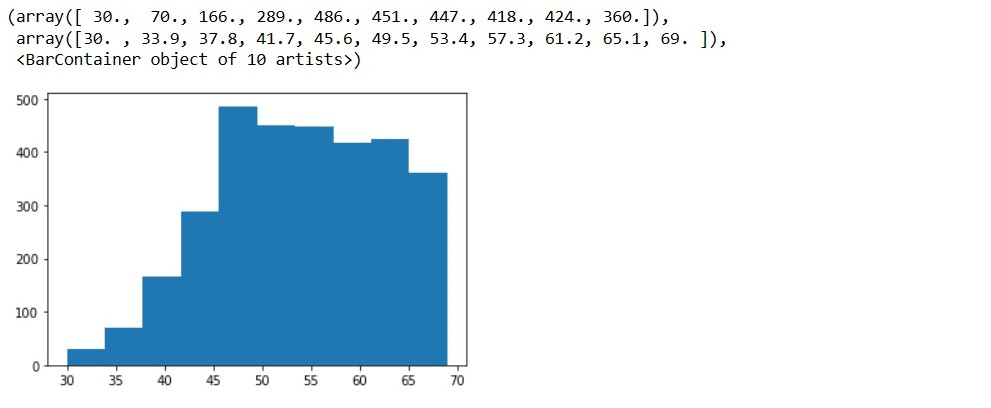 (array([ 30.,  70., 166., 289., 486., 451., 447., 418., 424., 360.]),
 array([30. , 33.9, 37.8, 41.7, 45.6, 49.5, 53.4, 57.3, 61.2, 65.1, 69. ]),
 <BarContainer object of 10 artists>)
500
400
300
200
100
0
30 35 40 45 50 55 60 65 70